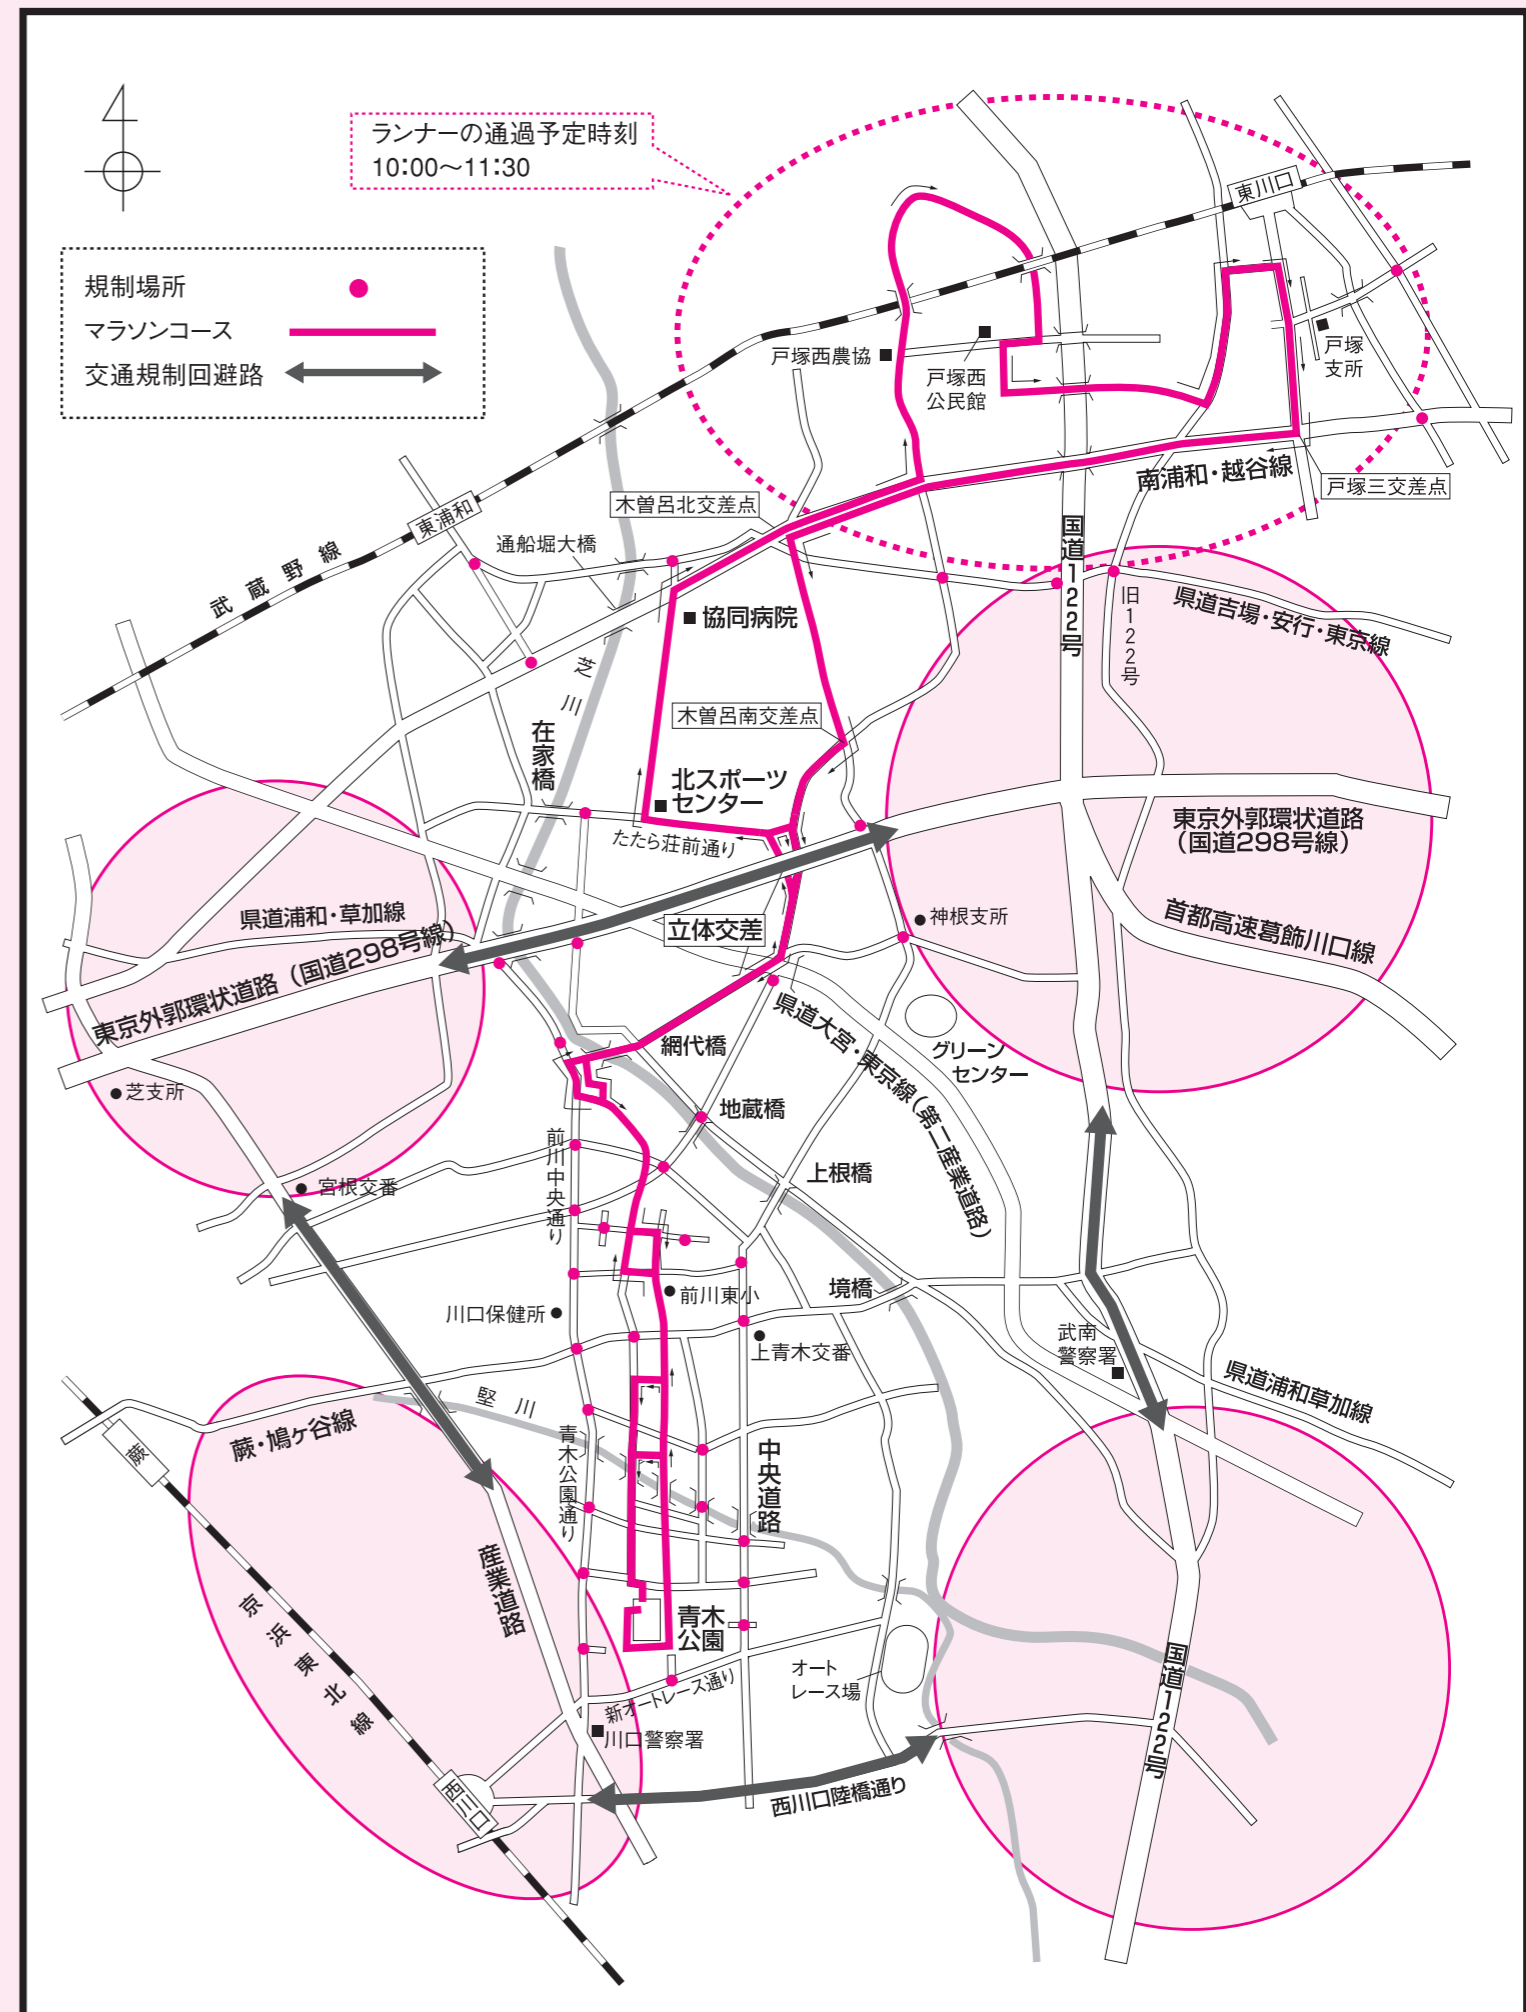 ランナーの通過予定時刻
10:00〜11:30
規制場所
マラソンコース
交通規制回避路
東川口
戸塚西農協
戸塚西
公民館
戸塚
支所
南浦和・越谷線
戸塚三交差点
木曽呂北交差点
東浦和
通船堀大橋
武蔵野線
国道122号
旧122号
県道吉場・安行・東京線
協同病院
芝川
木曽呂南交差点
在家橋
北スポーツ
センター
たたら荘前通り
東京外郭環状道路
（国道298号線）
県道浦和・草加線
立体交差
神根支所
首都高速葛飾川口線
東京外郭環状道路（国道298号線）
県道大宮・東京線（第二産業道路）
網代橋
グリーン
センター
芝支所
地蔵橋
前川中央通り
上根橋
宮根交番
境橋
前川東小
川口保健所
上青木交番
武南
警察署
県道浦和草加線
竪川
蕨・鳩ヶ谷線
蕨
青木公園通り
中央道路
産業道路
京浜東北線
青木
公園
オート
レース場
新オートレース通り
川口警察署
国道122号
西川口
西川口陸橋通り